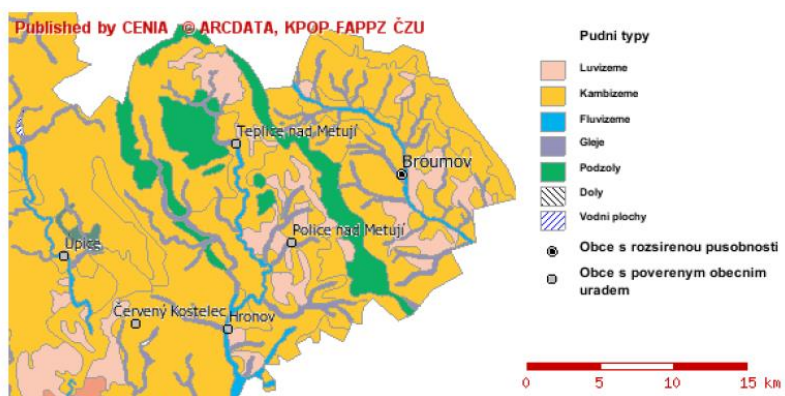 Published by CENIA © ARCDATA, KPOP FAPPZ ČZU
Pudni typy
Luvizeme
Kambizeme
Fluvizeme
Gleje
Podzoly
Doly
Vodni plochy
Obce s rozsirenou pusobnosti
Obce s poverenym obecnim
uradem
Teplice nad Metují
Broumov
Police nad Metují
Úpice
Červený Kostelec
Hronov
0 5 10 15 km